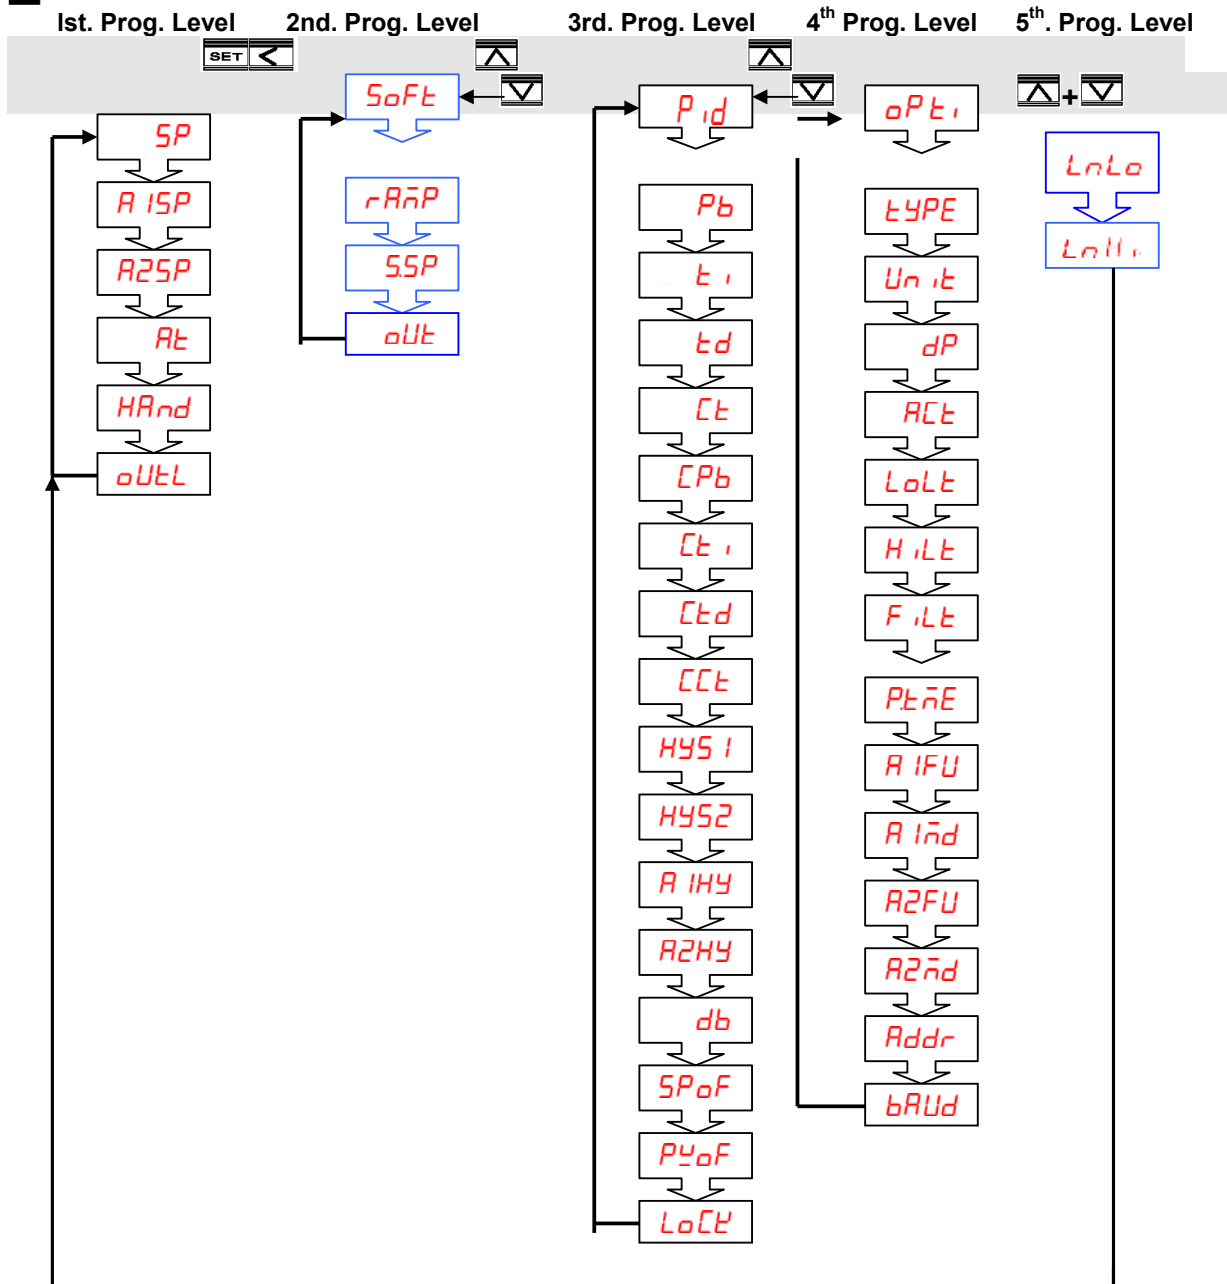 Ist. Prog. Level
2nd. Prog. Level
3rd. Prog. Level
4th Prog. Level
5th. Prog. Level
SET
SP
A1SP
A2SP
At
HAnd
oUtL
SoFt
rAmP
S.SP
oUt
Pid
Pb
ti
td
Ct
CPb
Cti
Ctd
CCt
HYS1
HYS2
A1HY
A2HY
db
SPoF
PVoF
LoCK
oPti
tYPE
Unit
dP
ACt
LoLt
HiLt
FiLt
P.tmE
A1FU
A1md
A2FU
A2md
Addr
bAUd
+
LnLo